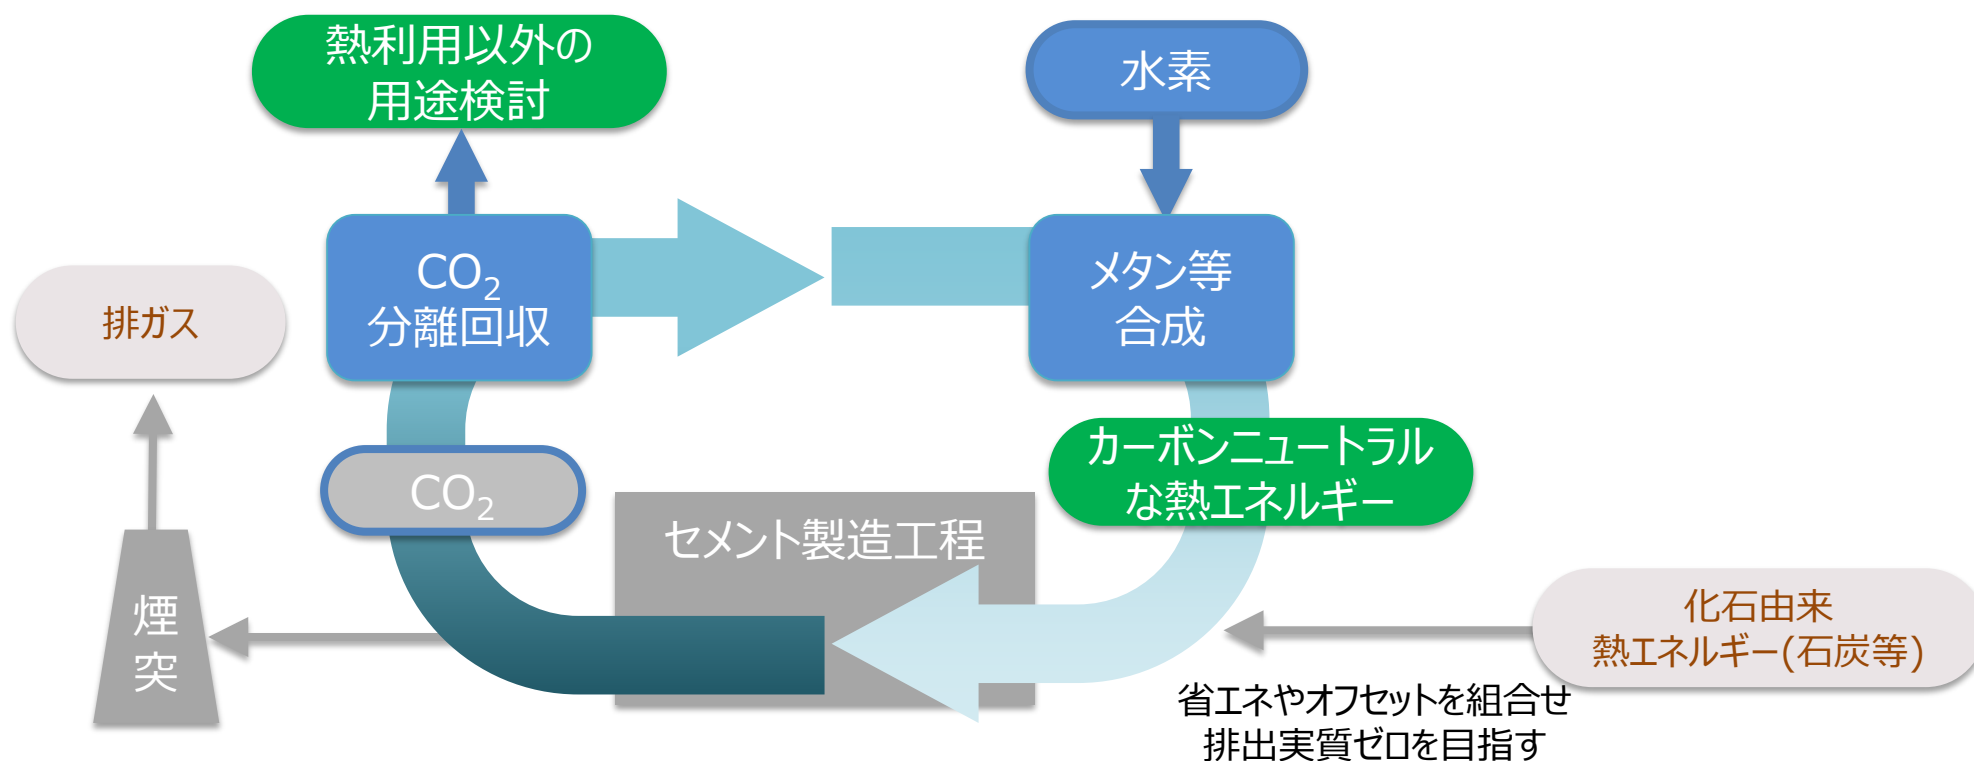 熱利用以外の
用途検討
水素
CO₂
分離回収
メタン等
合成
排ガス
カーボンニュートラル
な熱エネルギー
CO₂
セメント製造工程
煙
突
化石由来
熱エネルギー(石炭等)
省エネやオフセットを組合せ
排出実質ゼロを目指す